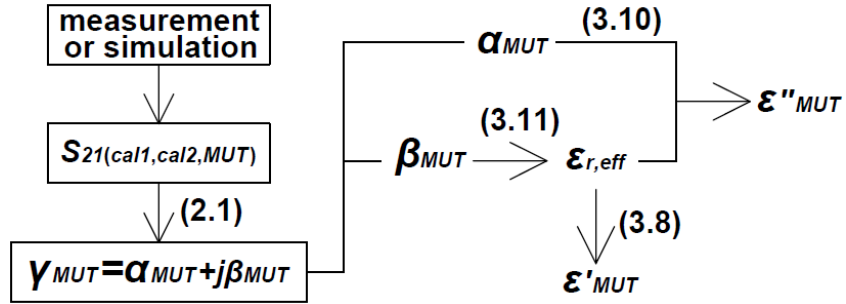 measurement
or simulation
S21(cal1,cal2,MUT)
(2.1)
γMUT=αMUT+jβMUT
αMUT
(3.10)
ε''MUT
(3.11)
βMUT
εr,eff
(3.8)
ε'MUT